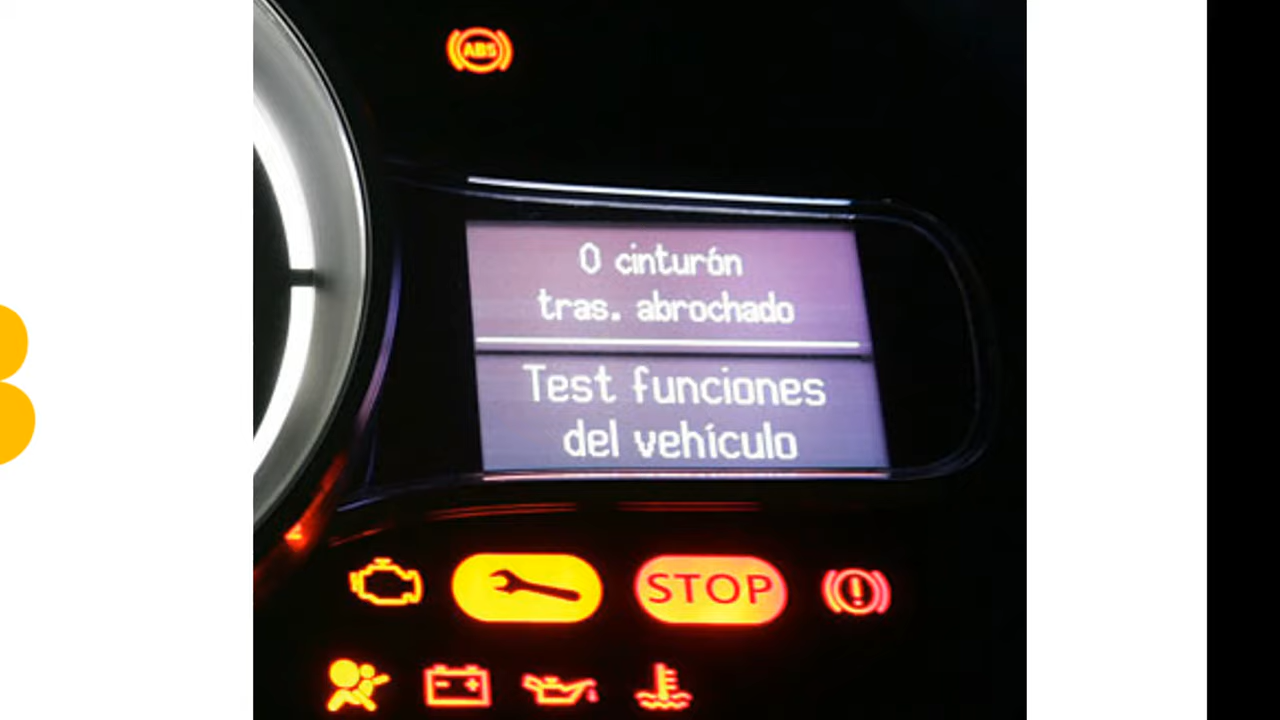 ABS
0 cinturón
tras. abrochado
Test funciones
del vehículo
STOP